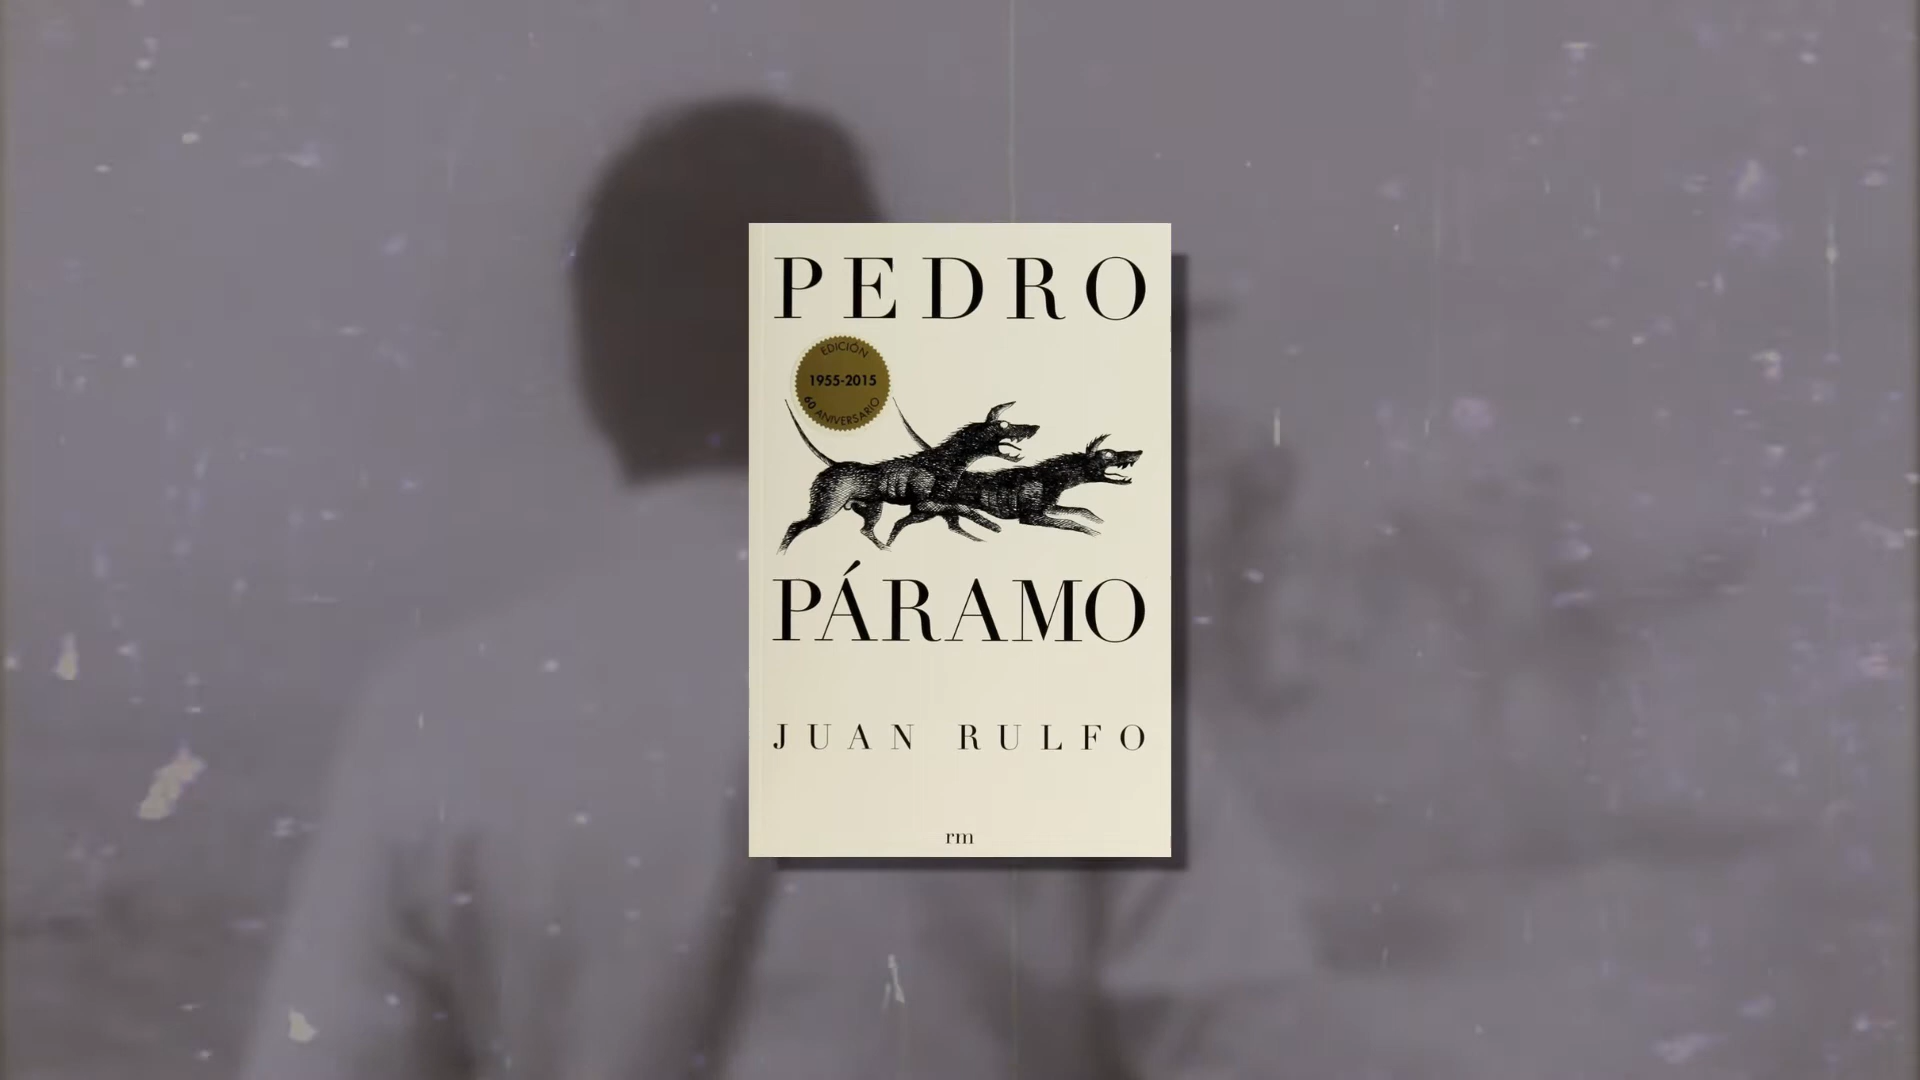 PEDRO
EDICIÓN
1955-2015
60 ANIVERSARIO
PÁRAMO
JUAN RULFO
rm